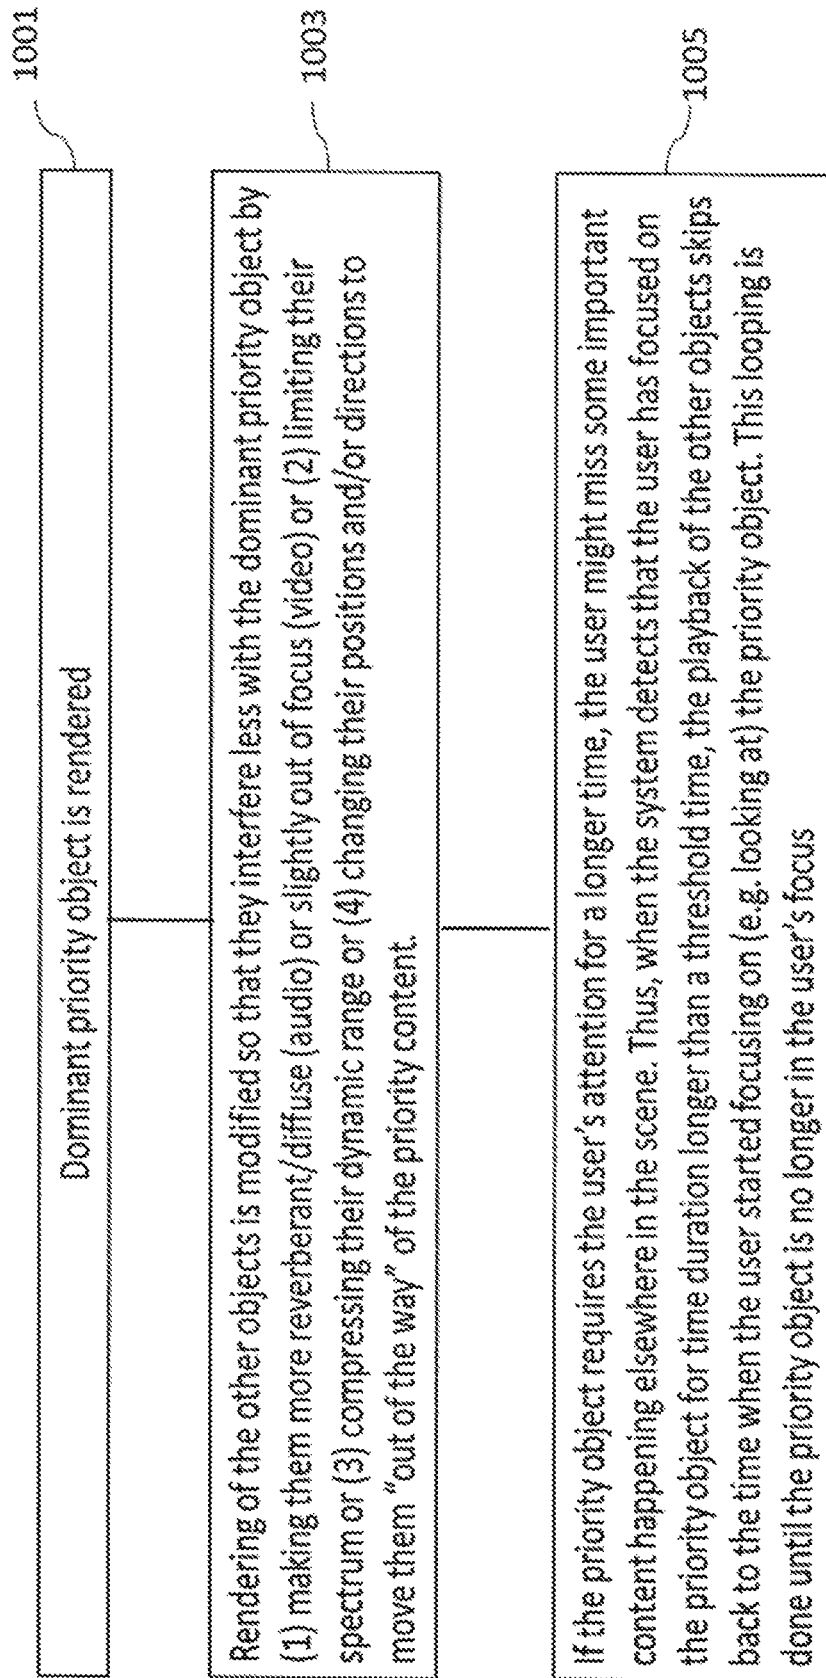 Dominant priority object is rendered
1001
Rendering of the other objects is modified so that they interfere less with the dominant priority object by
(1) making them more reverberant/diffuse (audio) or slightly out of focus (video) or (2) limiting their
spectrum or (3) compressing their dynamic range or (4) changing their positions and/or directions to
move them "out of the way" of the priority content.
1003
If the priority object requires the user's attention for a longer time, the user might miss some important
content happening elsewhere in the scene. Thus, when the system detects that the user has focused on
the priority object for time duration longer than a threshold time, the playback of the other objects skips
back to the time when the user started focusing on (e.g. looking at) the priority object. This looping is
done until the priority object is no longer in the user's focus
1005